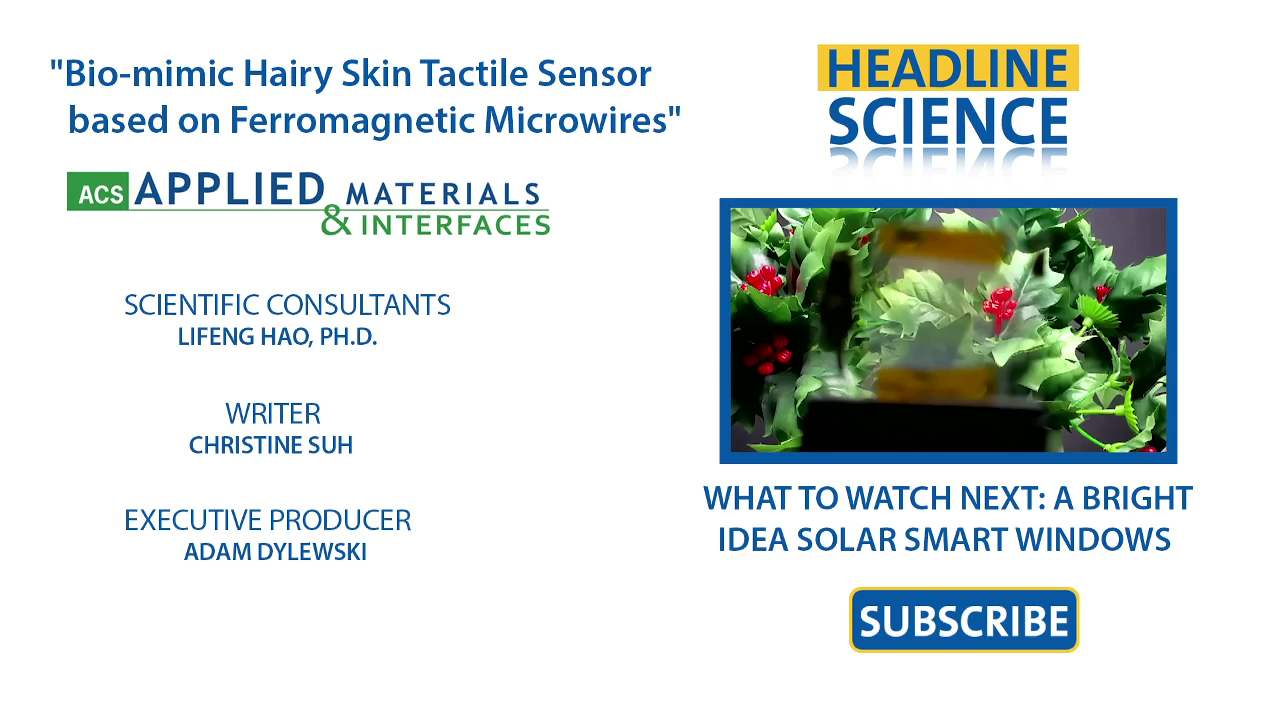 "Bio-mimic Hairy Skin Tactile Sensor
based on Ferromagnetic Microwires"
ACS APPLIED MATERIALS
& INTERFACES
SCIENTIFIC CONSULTANTS
LIFENG HAO, PH.D.
WRITER
CHRISTINE SUH
EXECUTIVE PRODUCER
ADAM DYLEWSKI
HEADLINE
SCIENCE
WHAT TO WATCH NEXT: A BRIGHT
IDEA SOLAR SMART WINDOWS
SUBSCRIBE